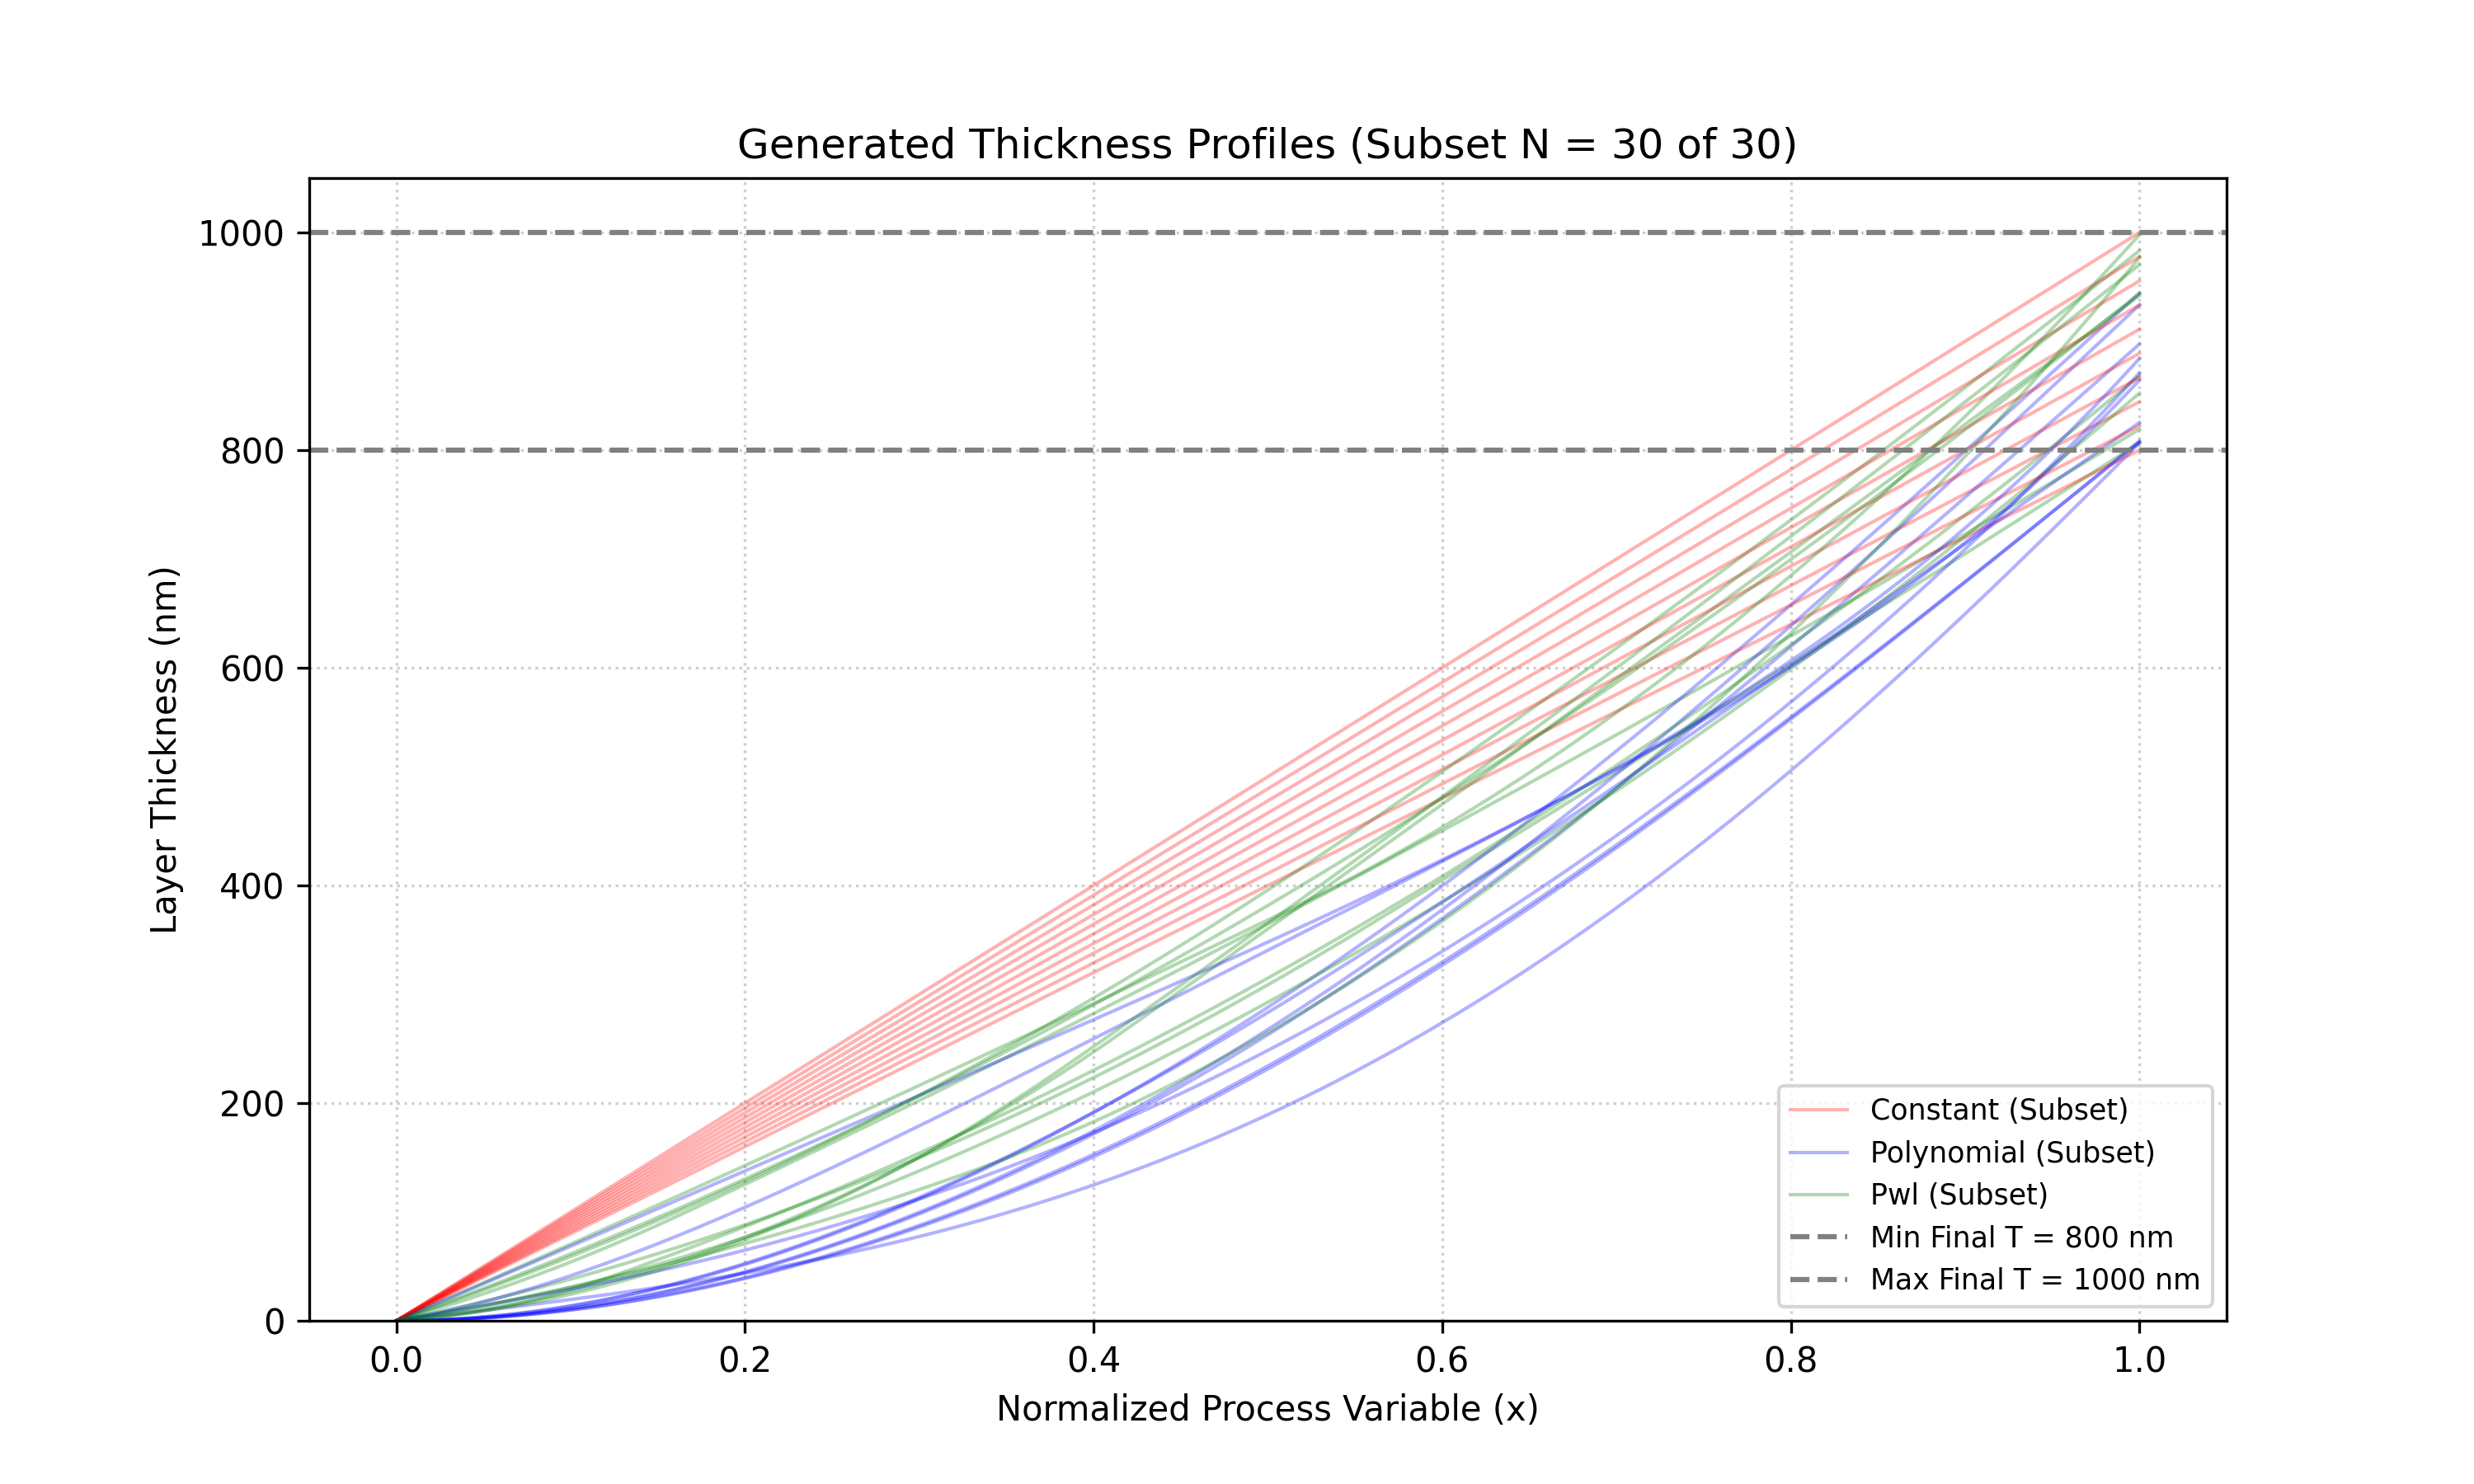 Generated Thickness Profiles (Subset N = 30 of 30)
1000
800
600
400
200
0
Layer Thickness (nm)
0.0 0.2 0.4 0.6 0.8 1.0
Normalized Process Variable (x)
Constant (Subset)
Polynomial (Subset)
Pwl (Subset)
Min Final T = 800 nm
Max Final T = 1000 nm